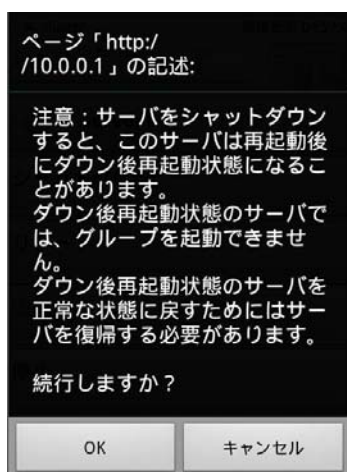 ページ「http:/
/10.0.0.1」の記述:
注意：サーバをシャットダウン
すると、このサーバは再起動後
にダウン後再起動状態になるこ
とがあります。
ダウン後再起動状態のサーバで
は、グループを起動できませ
ん。
ダウン後再起動状態のサーバを
正常な状態に戻すためにはサー
バを復帰する必要があります。
続行しますか？
OK
キャンセル